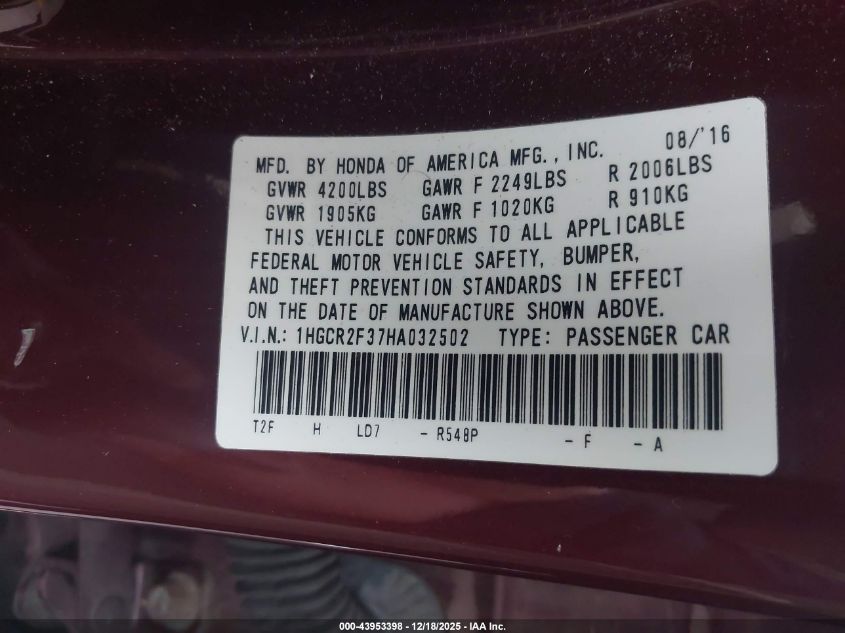 MFD. BY HONDA OF AMERICA MFG., INC. 08/'16
GVWR 4200LBS GAWR F 2249LBS R 2006LBS
GVWR 1905KG GAWR F 1020KG R 910KG
THIS VEHICLE CONFORMS TO ALL APPLICABLE
FEDERAL MOTOR VEHICLE SAFETY, BUMPER,
AND THEFT PREVENTION STANDARDS IN EFFECT
ON THE DATE OF MANUFACTURE SHOWN ABOVE.
V.I.N.: 1HGCR2F37HA032502 TYPE: PASSENGER CAR
T2F H LD7 - R548P - F - A
000-43953398 - 12/18/2025 - IAA Inc.